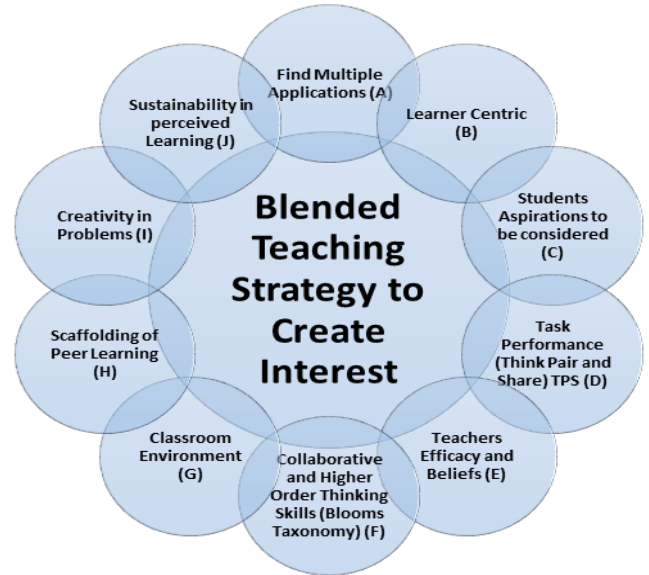 Find Multiple
Applications (A)
Learner Centric
(B)
Students
Aspirations to
be considered
(C)
Task
Performance
(Think Pair and
Share) TPS (D)
Teachers
Efficacy and
Beliefs (E)
Collaborative
and Higher
Order Thinking
Skills (Blooms
Taxonomy) (F)
Classroom
Environment
(G)
Scaffolding of
Peer Learning
(H)
Creativity in
Problems (I)
Sustainability in
perceived
Learning (J)
Blended
Teaching
Strategy to
Create
Interest